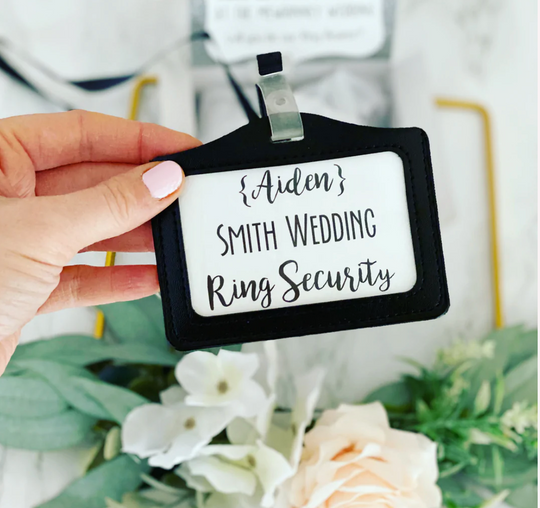 {Aiden}
SMITH WEDDING
Ring Security